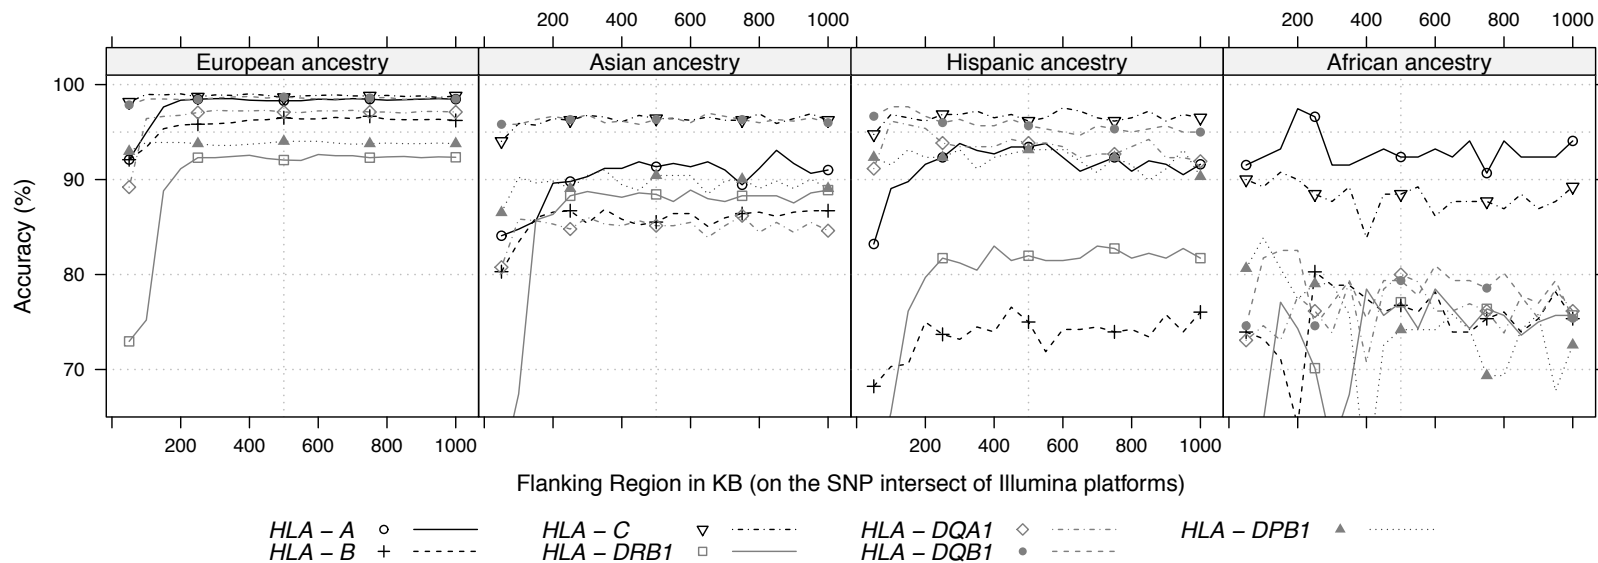 200 400 600 800 1000 200 400 600 800 1000
European ancestry Asian ancestry Hispanic ancestry African ancestry
100
90
80
70
Accuracy (%)
200 400 600 800 1000 200 400 600 800 1000
Flanking Region in KB (on the SNP intersect of Illumina platforms)
HLA − A HLA − C HLA − DQA1 HLA − DPB1
HLA − B HLA − DRB1 HLA − DQB1